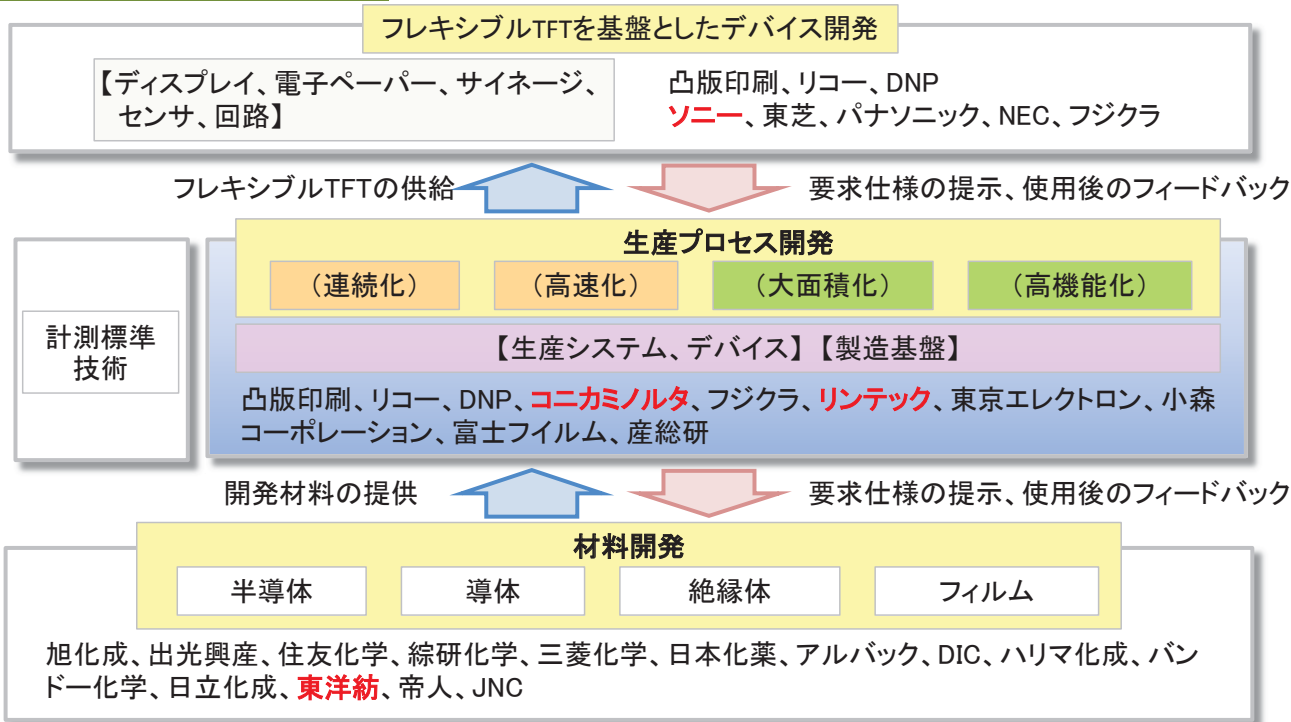 フレキシブルTFTを基盤としたデバイス開発
【ディスプレイ、電子ペーパー、サイネージ、
センサ、回路】
凸版印刷、リコー、DNP
ソニー、東芝、パナソニック、NEC、フジクラ
フレキシブルTFTの供給
要求仕様の提示、使用後のフィードバック
計測標準
技術
生産プロセス開発
（連続化）
（高速化）
（大面積化）
（高機能化）
【生産システム、デバイス】【製造基盤】
凸版印刷、リコー、DNP、コニカミノルタ、フジクラ、リンテック、東京エレクトロン、小森
コーポレーション、富士フイルム、産総研
開発材料の提供
要求仕様の提示、使用後のフィードバック
材料開発
半導体
導体
絶縁体
フィルム
旭化成、出光興産、住友化学、綜研化学、三菱化学、日本化薬、アルバック、DIC、ハリマ化成、バン
ドー化学、日立化成、東洋紡、帝人、JNC